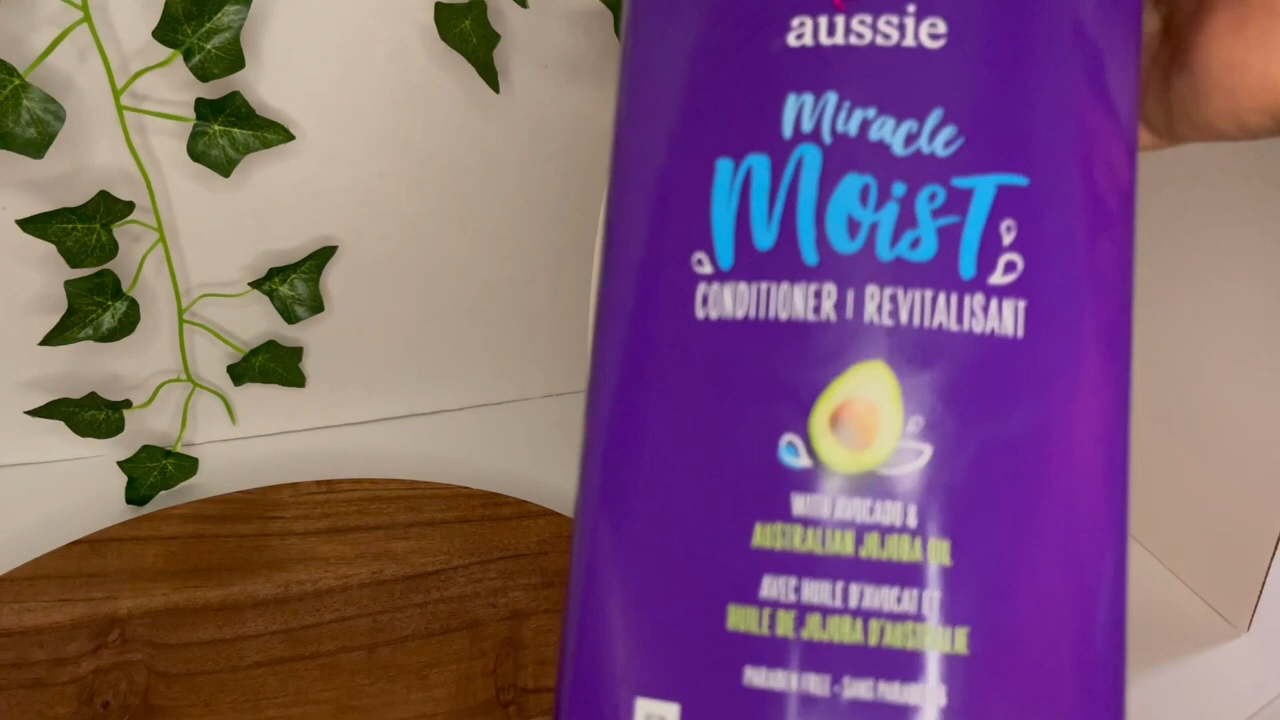 aussie
Miracle
Moist
CONDITIONER | REVITALISANT
WITH AVOCADO &
AUSTRALIAN JOJOBA OIL
AVEC HUILE D'AVOCAT ET
HUILE DE JOJOBA D'AUSTRALIE
PARABEN FREE - SANS PARABENS